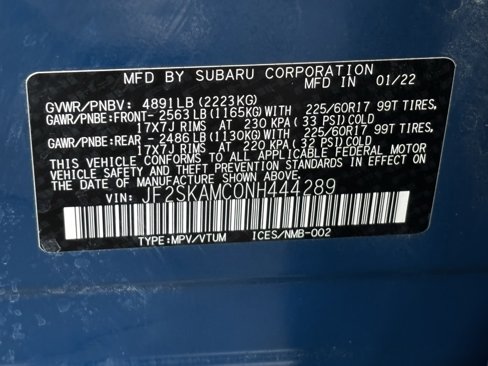 MFD BY SUBARU CORPORATION
MFD IN 01/22
GVWR/PNBV: 4891LB(2223KG)
GAWR/PNBE:FRONT- 2563LB(1165KG)WITH 225/60R17 99T TIRES,
17X7J RIMS AT 230 KPA(33 PSI)COLD
GAWR/PNBE:REAR -2486LB(1130KG)WITH 225/60R17 99T TIRES,
17X7J RIMS AT 220 KPA(32 PSI)COLD
THIS VEHICLE CONFORMS TO ALL APPLICABLE FEDERAL MOTOR
VEHICLE SAFETY AND THEFT PREVENTION STANDARDS IN EFFECT
ON THE DATE OF MANUFACTURE SHOWN ABOVE.
VIN: JF2SKAMC0NH444289
TYPE:MPV/VTUM ICES/NMB-002